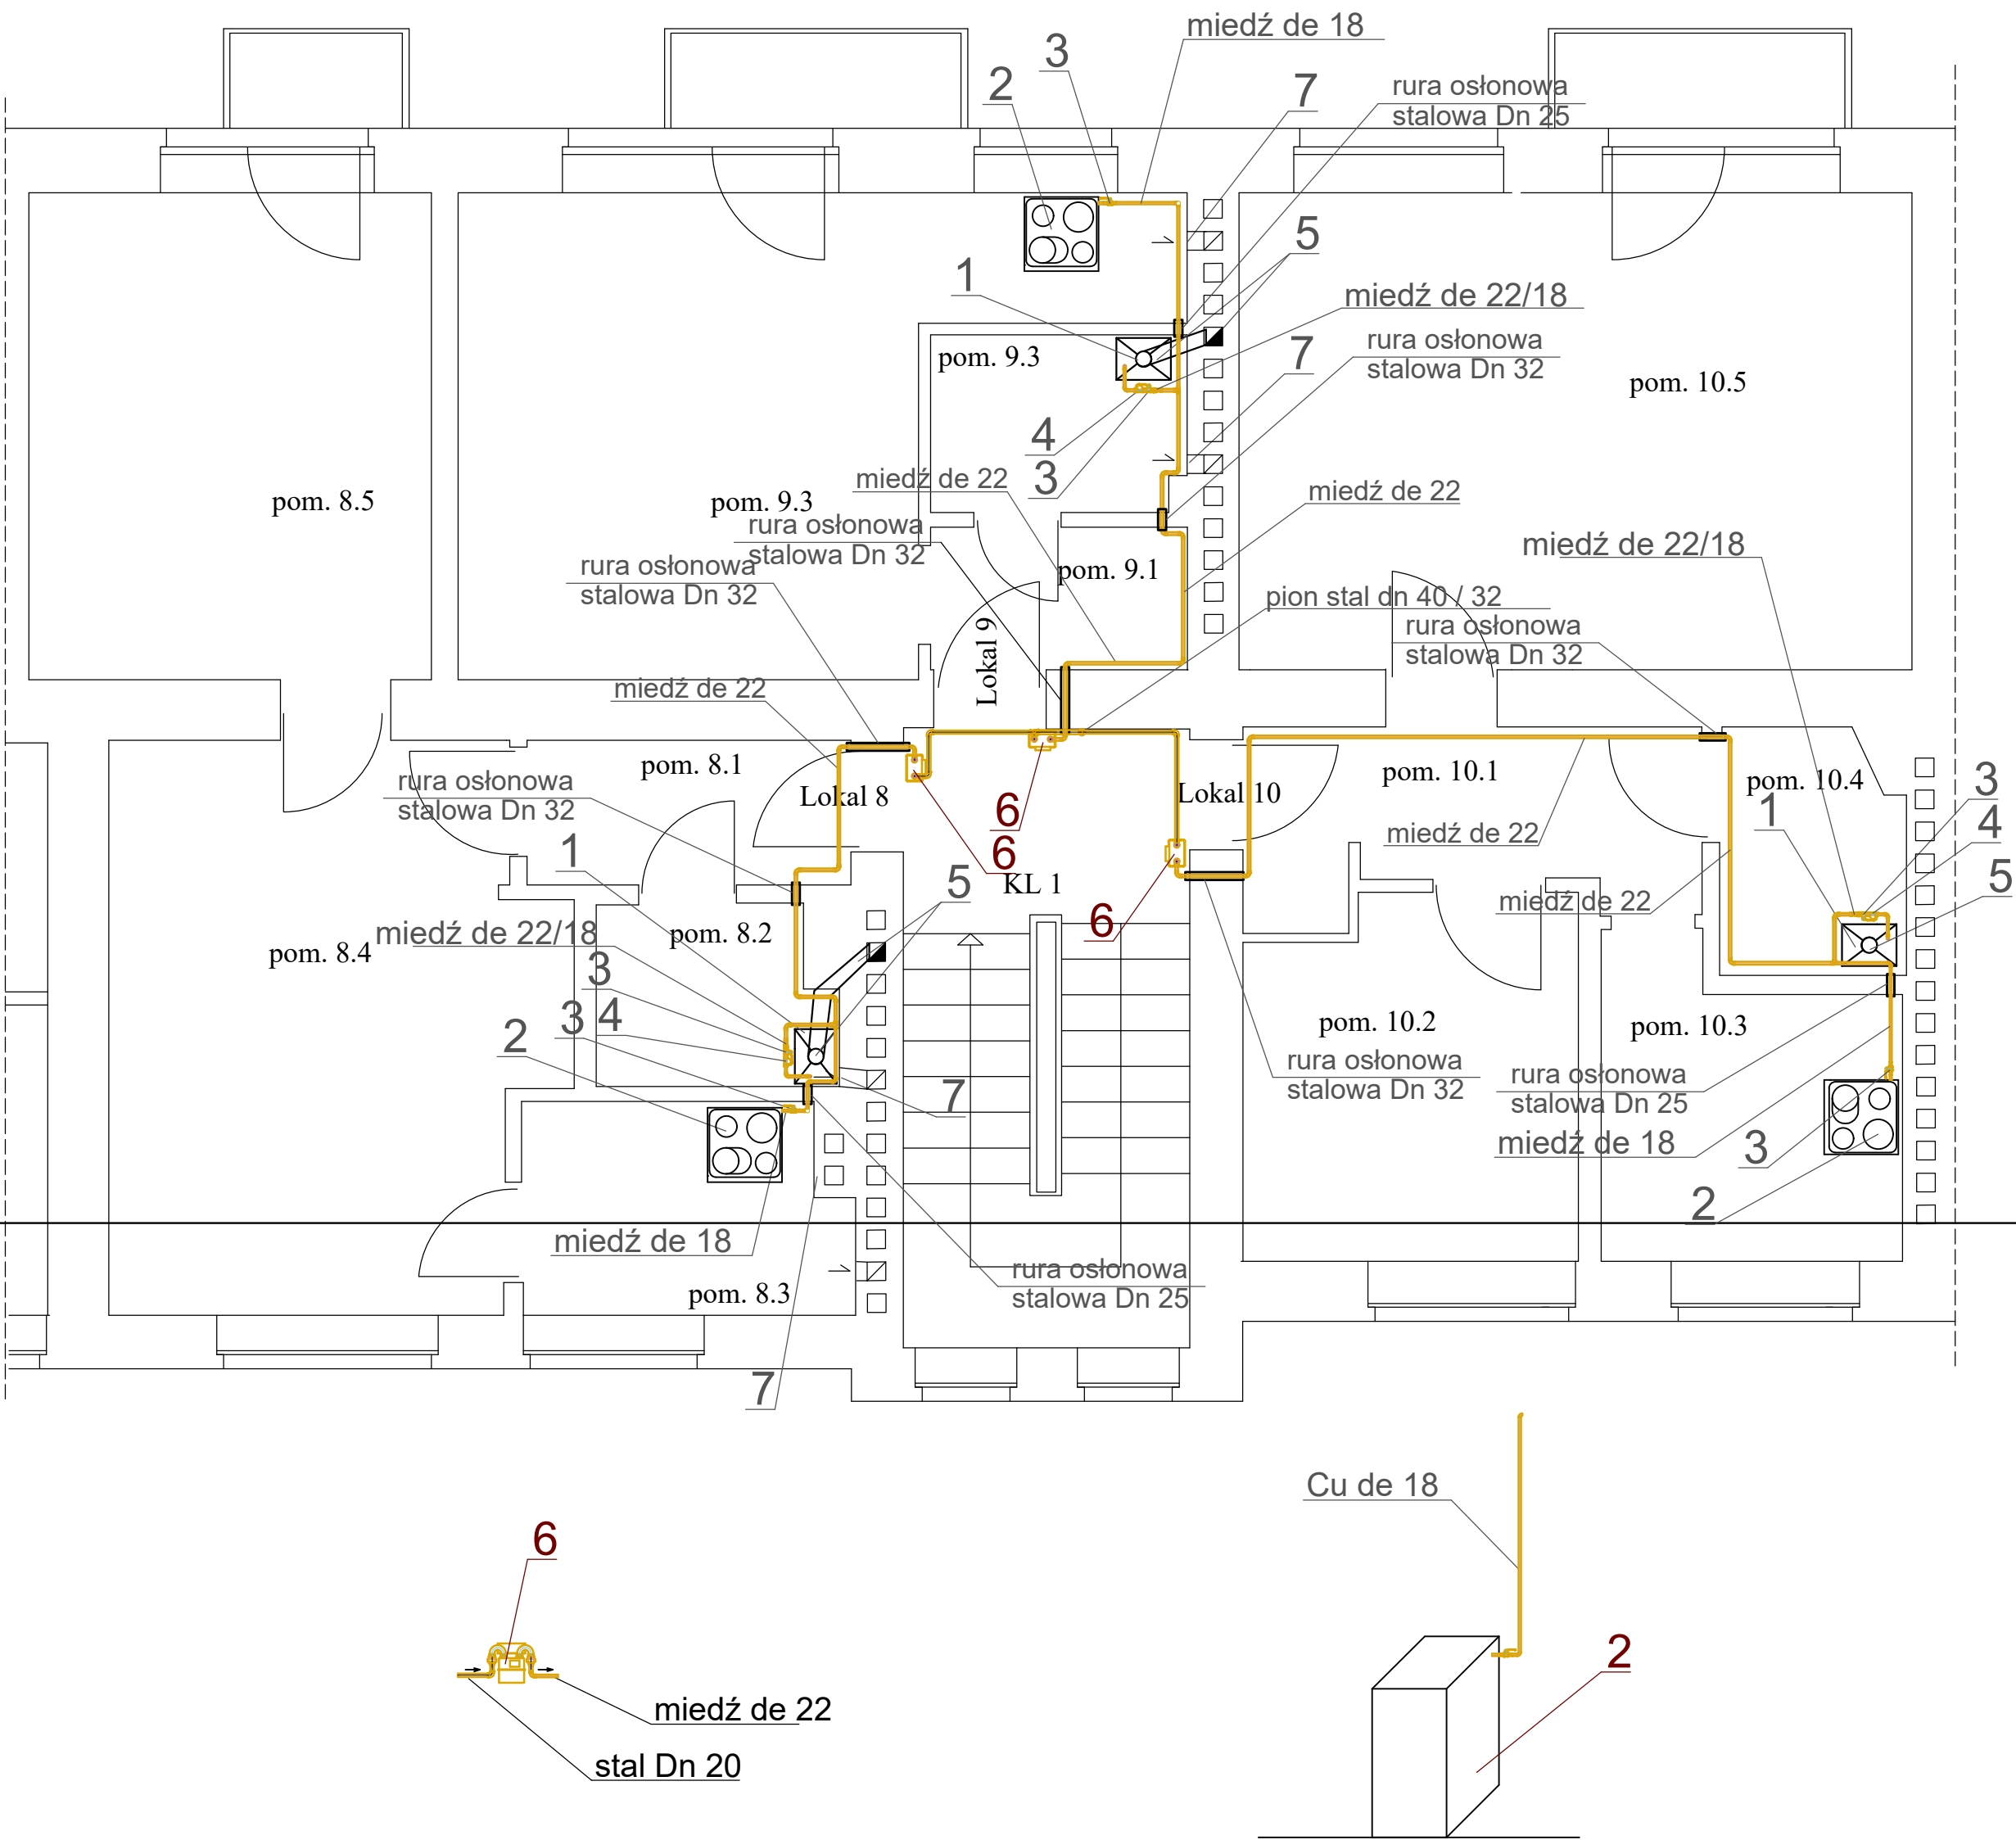 miedź de 18
3
2
7
rura osłonowa
stalowa Dn 25
5
1
miedź de 22/18
rura osłonowa
stalowa Dn 32
7
pom. 9.3
pom. 10.5
4
3
miedź de 22
miedź de 22
pom. 8.5
pom. 9.3
rura osłonowa
stalowa Dn 32
rura osłonowa
stalowa Dn 32
miedź de 22/18
pom. 9.1
pion stal dn 40 / 32
rura osłonowa
stalowa Dn 32
Lokal 9
miedź de 22
pom. 8.1
rura osłonowa
stalowa Dn 32
Lokal 8
Lokal 10
pom. 10.1
pom. 10.4
3
1
4
miedź de 22
6
6
KL 1
6
1
5
5
miedź de 22
miedź de 22/18
pom. 8.2
pom. 8.4
3
3
4
2
pom. 10.2
pom. 10.3
rura osłonowa
stalowa Dn 32
rura osłonowa
stalowa Dn 25
7
miedź de 18
3
2
miedź de 18
rura osłonowa
stalowa Dn 25
pom. 8.3
7
Cu de 18
6
2
miedź de 22
stal Dn 20